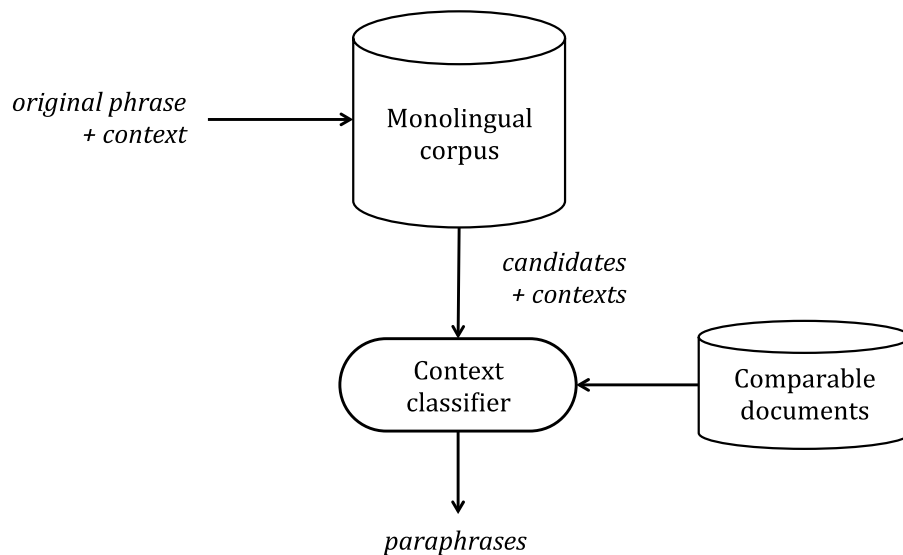 original phrase
+ context
Monolingual
corpus
candidates
+ contexts
Context
classifier
Comparable
documents
paraphrases